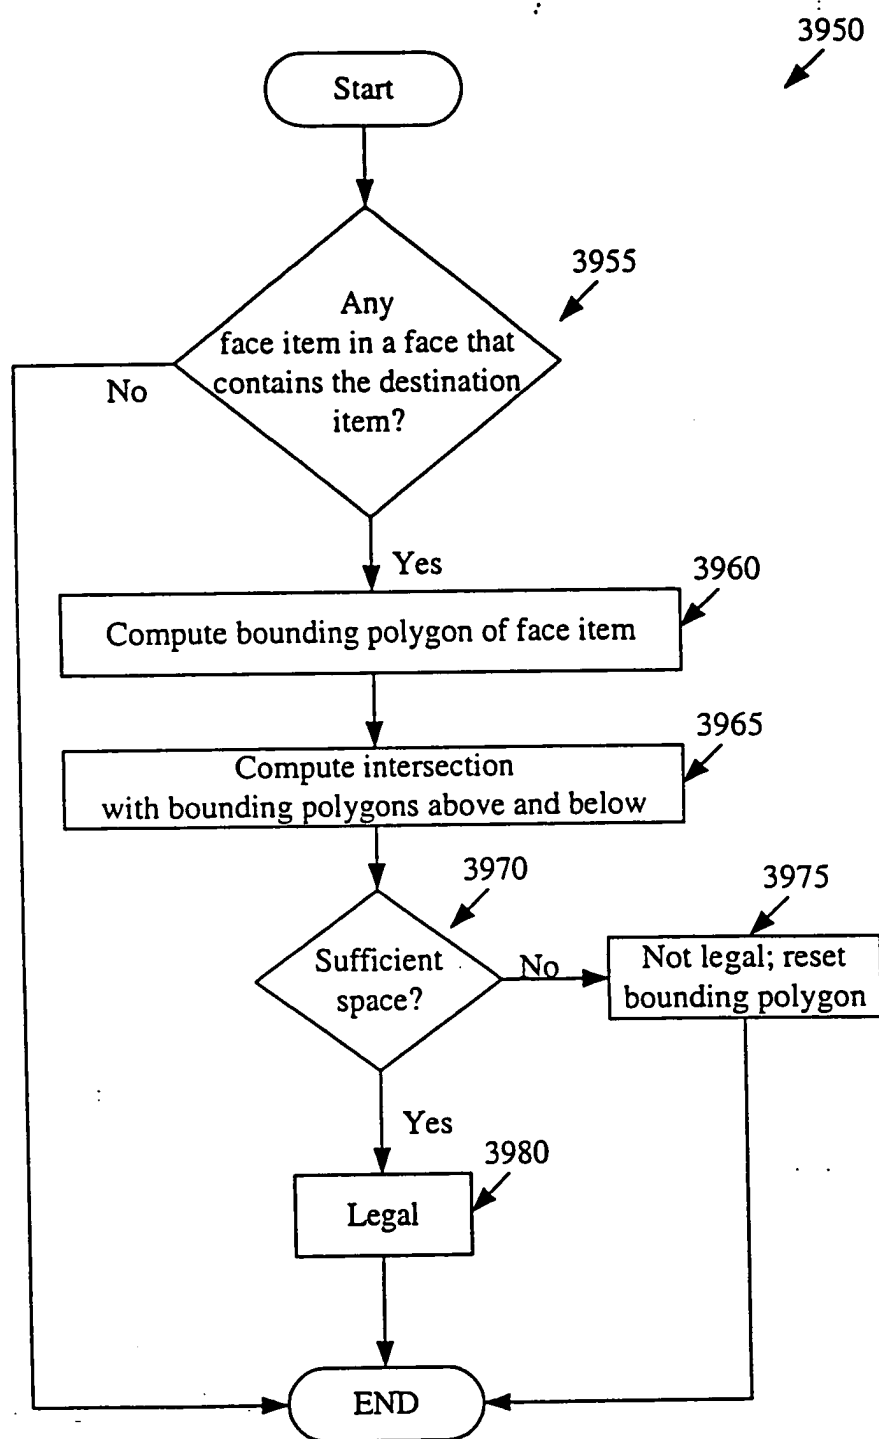 3950
Start
3955
Any
face item in a face that
contains the destination
item?
No
Yes
3960
Compute bounding polygon of face item
3965
Compute intersection
with bounding polygons above and below
3970
3975
Sufficient
space?
No
Not legal; reset
bounding polygon
Yes
3980
Legal
END